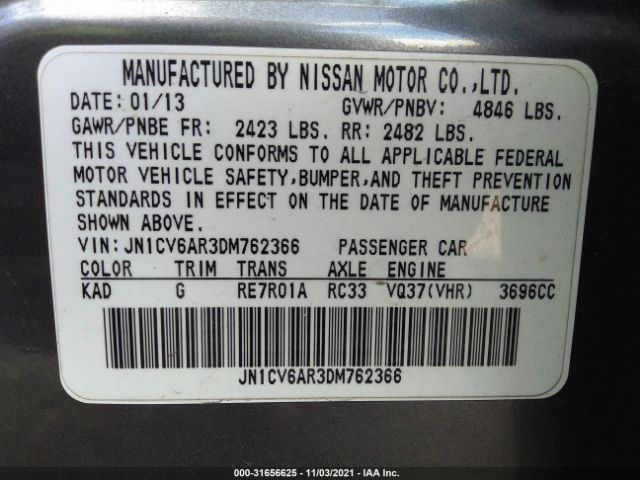 MANUFACTURED BY NISSAN MOTOR CO.,LTD.
DATE: 01/13 GVWR/PNBV: 4846 LBS.
GAWR/PNBE FR: 2423 LBS. RR: 2482 LBS.
THIS VEHICLE CONFORMS TO ALL APPLICABLE FEDERAL
MOTOR VEHICLE SAFETY,BUMPER,AND THEFT PREVENTION
STANDARDS IN EFFECT ON THE DATE OF MANUFACTURE
SHOWN ABOVE.
VIN: JN1CV6AR3DM762366 PASSENGER CAR
COLOR TRIM TRANS AXLE ENGINE
KAD G RE7R01A RC33 VQ37(VHR) 3696CC
JN1CV6AR3DM762366
000-31656625 - 11/03/2021 - IAA Inc.